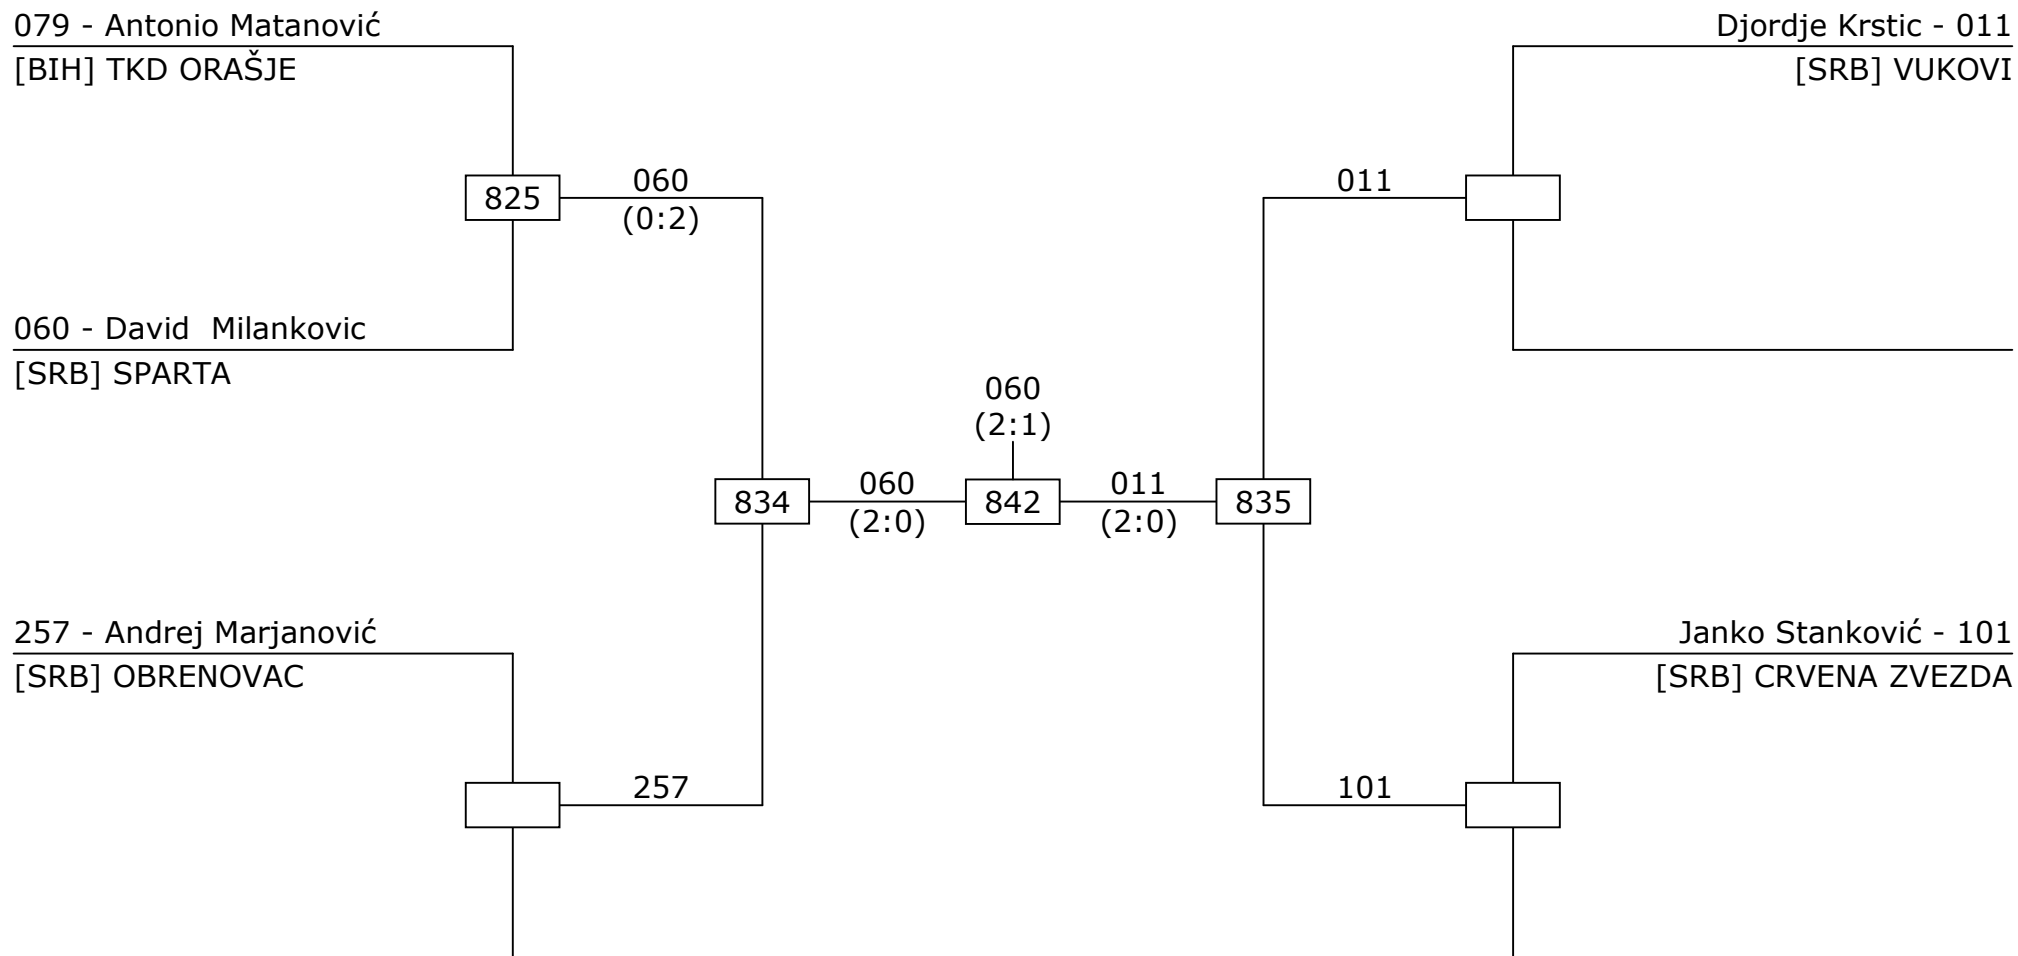 079 - Antonio Matanović
[BIH] TKD ORAŠJE
Djordje Krstic - 011
[SRB] VUKOVI
825
060
(0:2)
011
060 - David  Milankovic
[SRB] SPARTA
060
(2:1)
834
060
(2:0)
842
011
(2:0)
835
257 - Andrej Marjanović
[SRB] OBRENOVAC
Janko Stanković - 101
[SRB] CRVENA ZVEZDA
257
101